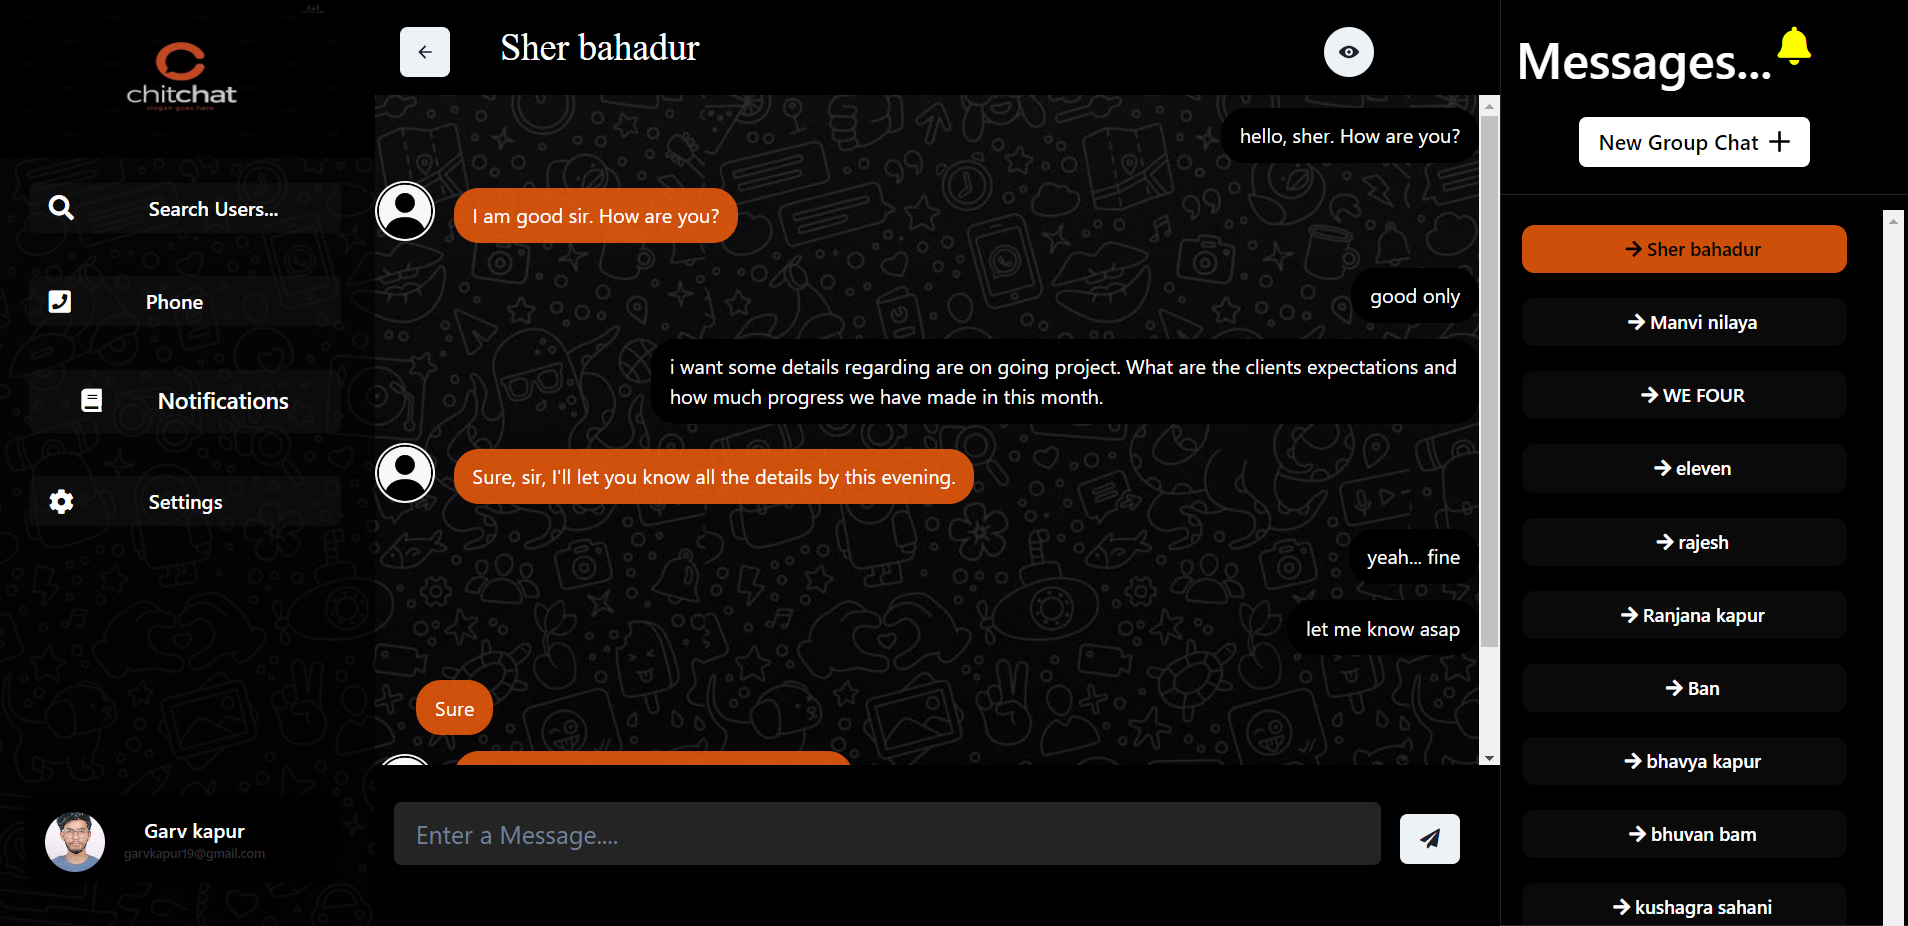 chitchat
slogan goes here
Search Users...
Phone
Notifications
Settings
Garv kapur
garvkapur19@gmail.com
Sher bahadur
hello, sher. How are you?
I am good sir. How are you?
good only
i want some details regarding are on going project. What are the clients expectations and
how much progress we have made in this month.
Sure, sir, I'll let you know all the details by this evening.
yeah... fine
let me know asap
Sure
Enter a Message....
Messages...
New Group Chat
Sher bahadur
Manvi nilaya
WE FOUR
eleven
rajesh
Ranjana kapur
Ban
bhavya kapur
bhuvan bam
kushagra sahani